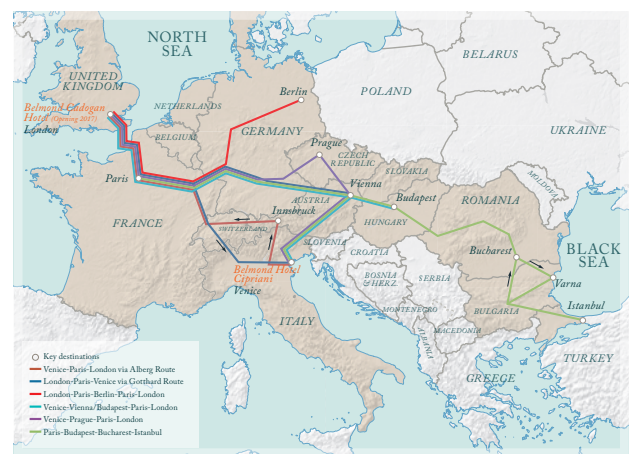 NORTH
SEA
BELARUS
UNITED
KINGDOM
Berlin
POLAND
Belmond Cadogan
Hotel (Opening 2017)
London
NETHERLANDS
BELGIUM
GERMANY
Prague
CZECH
REPUBLIC
UKRAINE
SLOVAKIA
MOLDOVA
Paris
Vienna
AUSTRIA
Innsbruck
Budapest
ROMANIA
FRANCE
SWITZERLAND
HUNGARY
SLOVENIA
CROATIA
Bucharest
BLACK
SEA
Belmond Hotel
Cipriani
Venice
BOSNIA
& HERZ.
SERBIA
Varna
ITALY
MONTENEGRO
BULGARIA
Istanbul
MACEDONIA
ALBANIA
GREECE
TURKEY
Key destinations
Venice-Paris-London via Alberg Route
London-Paris-Venice via Gotthard Route
London-Paris-Berlin-Paris-London
Venice-Vienna/Budapest-Paris-London
Venice-Prague-Paris-London
Paris-Budapest-Bucharest-Istanbul